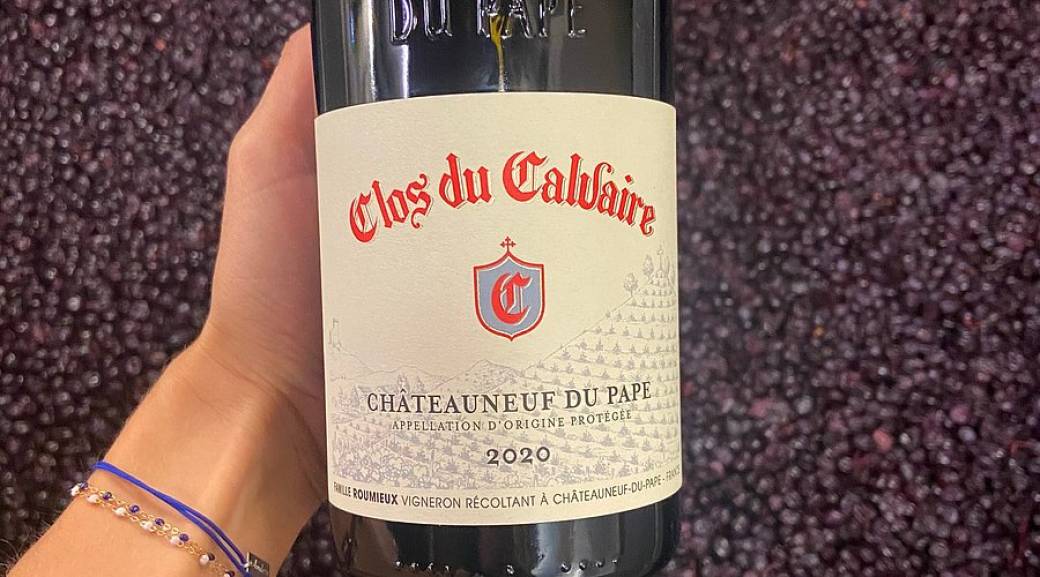 DU PAPE
Clos du Calvaire
C
CHÂTEAUNEUF DU PAPE
APPELLATION D'ORIGINE PROTÉGÉE
2020
FAMILLE ROUMIEUX VIGNERON RÉCOLTANT À CHÂTEAUNEUF-DU-PAPE - FRANCE